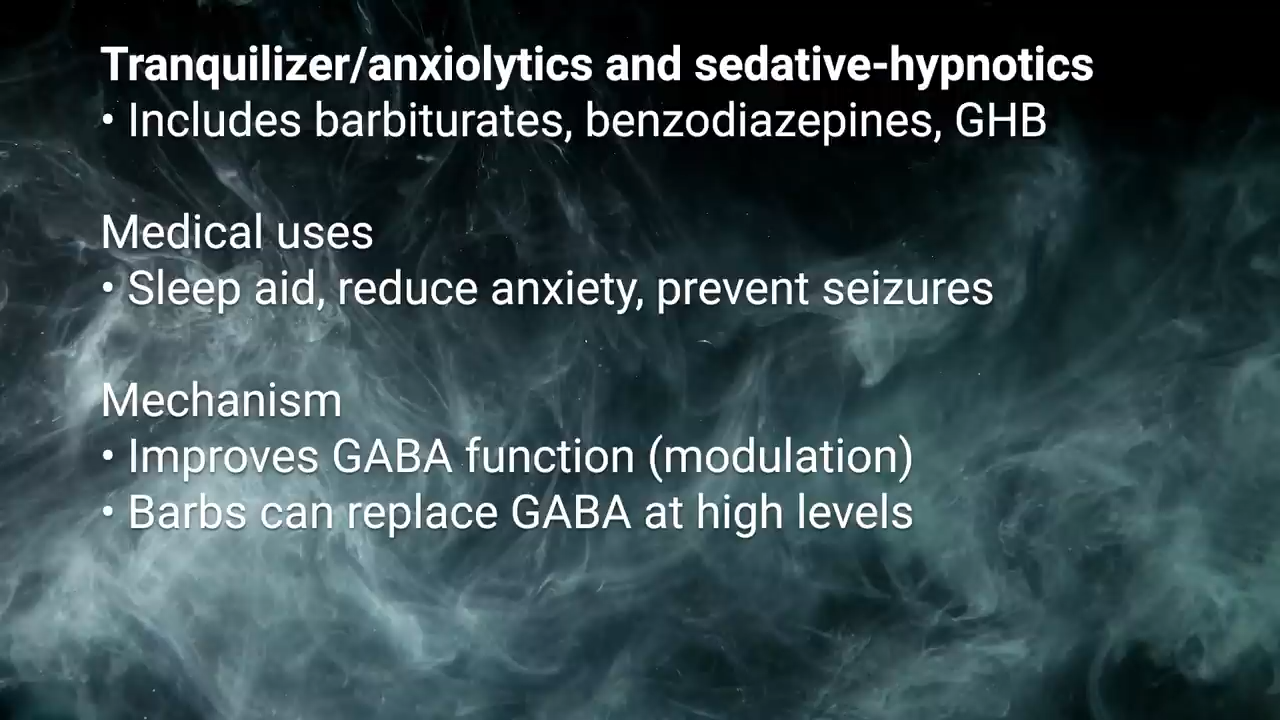 Tranquilizer/anxiolytics and sedative-hypnotics
• Includes barbiturates, benzodiazepines, GHB
Medical uses
• Sleep aid, reduce anxiety, prevent seizures
Mechanism
• Improves GABA function (modulation)
• Barbs can replace GABA at high levels